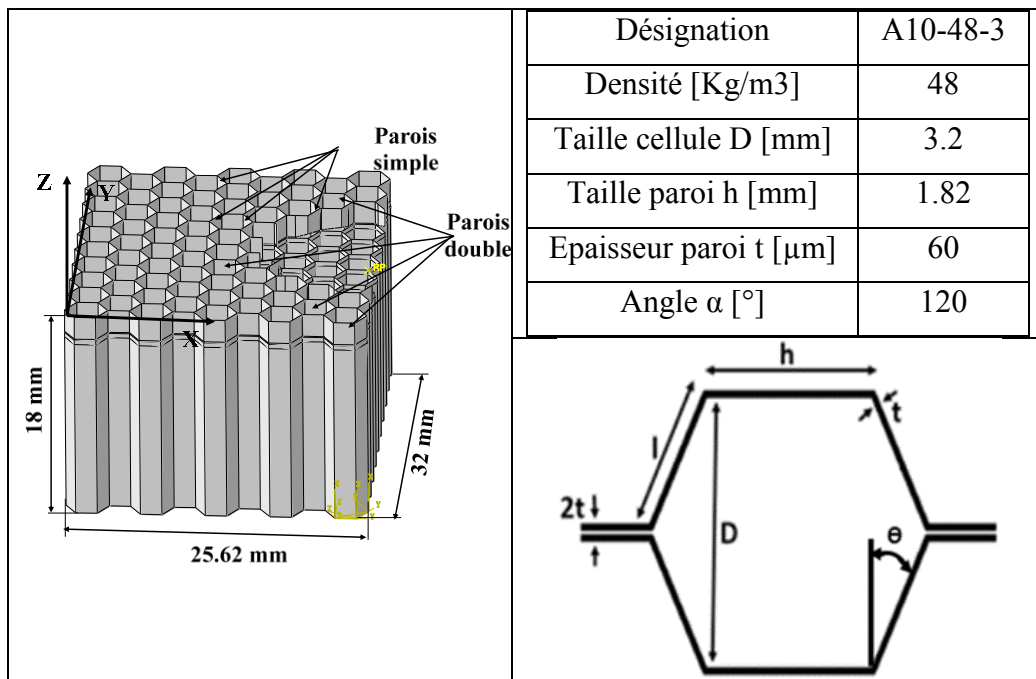 Parois
simple
Parois
double
Z
Y
X
RP
18 mm
32 mm
25.62 mm
Désignation A10-48-3
Densité [Kg/m3] 48
Taille cellule D [mm] 3.2
Taille paroi h [mm] 1.82
Epaisseur paroi t [µm] 60
Angle α [°] 120
h
t
l
2t
D
ɵ